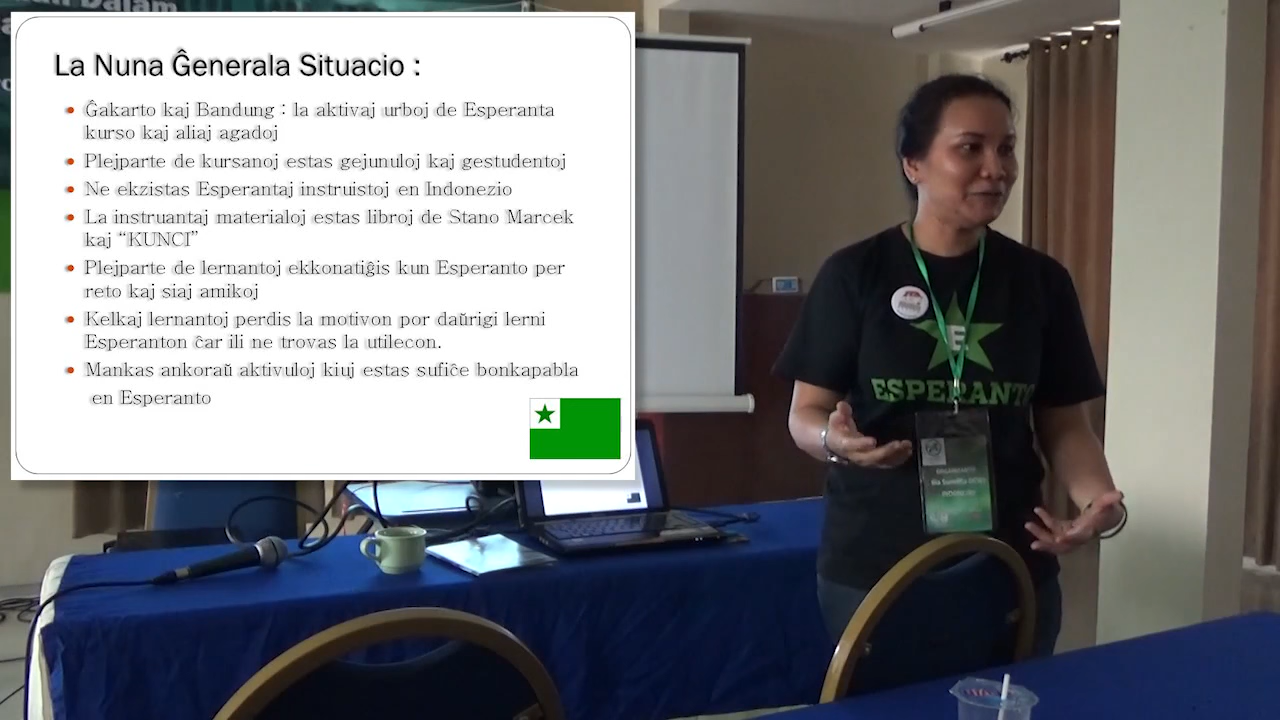 La Nuna Ĝenerala Situacio :
Ĝakarto kaj Bandung : la aktivaj urboj de Esperanta
kurso kaj aliaj agadoj
Plejparte de kursanoj estas gejunuloj kaj gestudentoj
Ne ekzistas Esperantaj instruistoj en Indonezio
La instruantaj materialoj estas libroj de Stano Marcek
kaj “KUNCI”
Plejparte de lernantoj ekkonatiĝis kun Esperanto per
reto kaj siaj amikoj
Kelkaj lernantoj perdis la motivon por daŭrigi lerni
Esperanton ĉar ili ne trovas la utilecon.
Mankas ankoraŭ aktivuloj kiuj estas sufiĉe bonkapabla
en Esperanto
Dalam
E
ESPERANTO